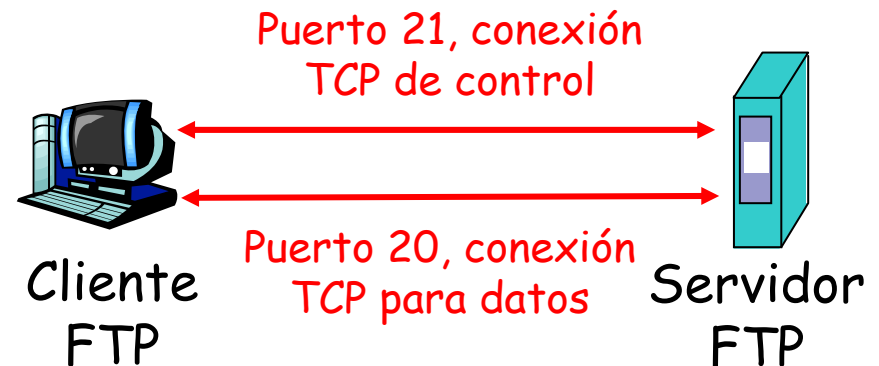 Puerto 21, conexión
TCP de control
Puerto 20, conexión
TCP para datos
Cliente
FTP
Servidor
FTP